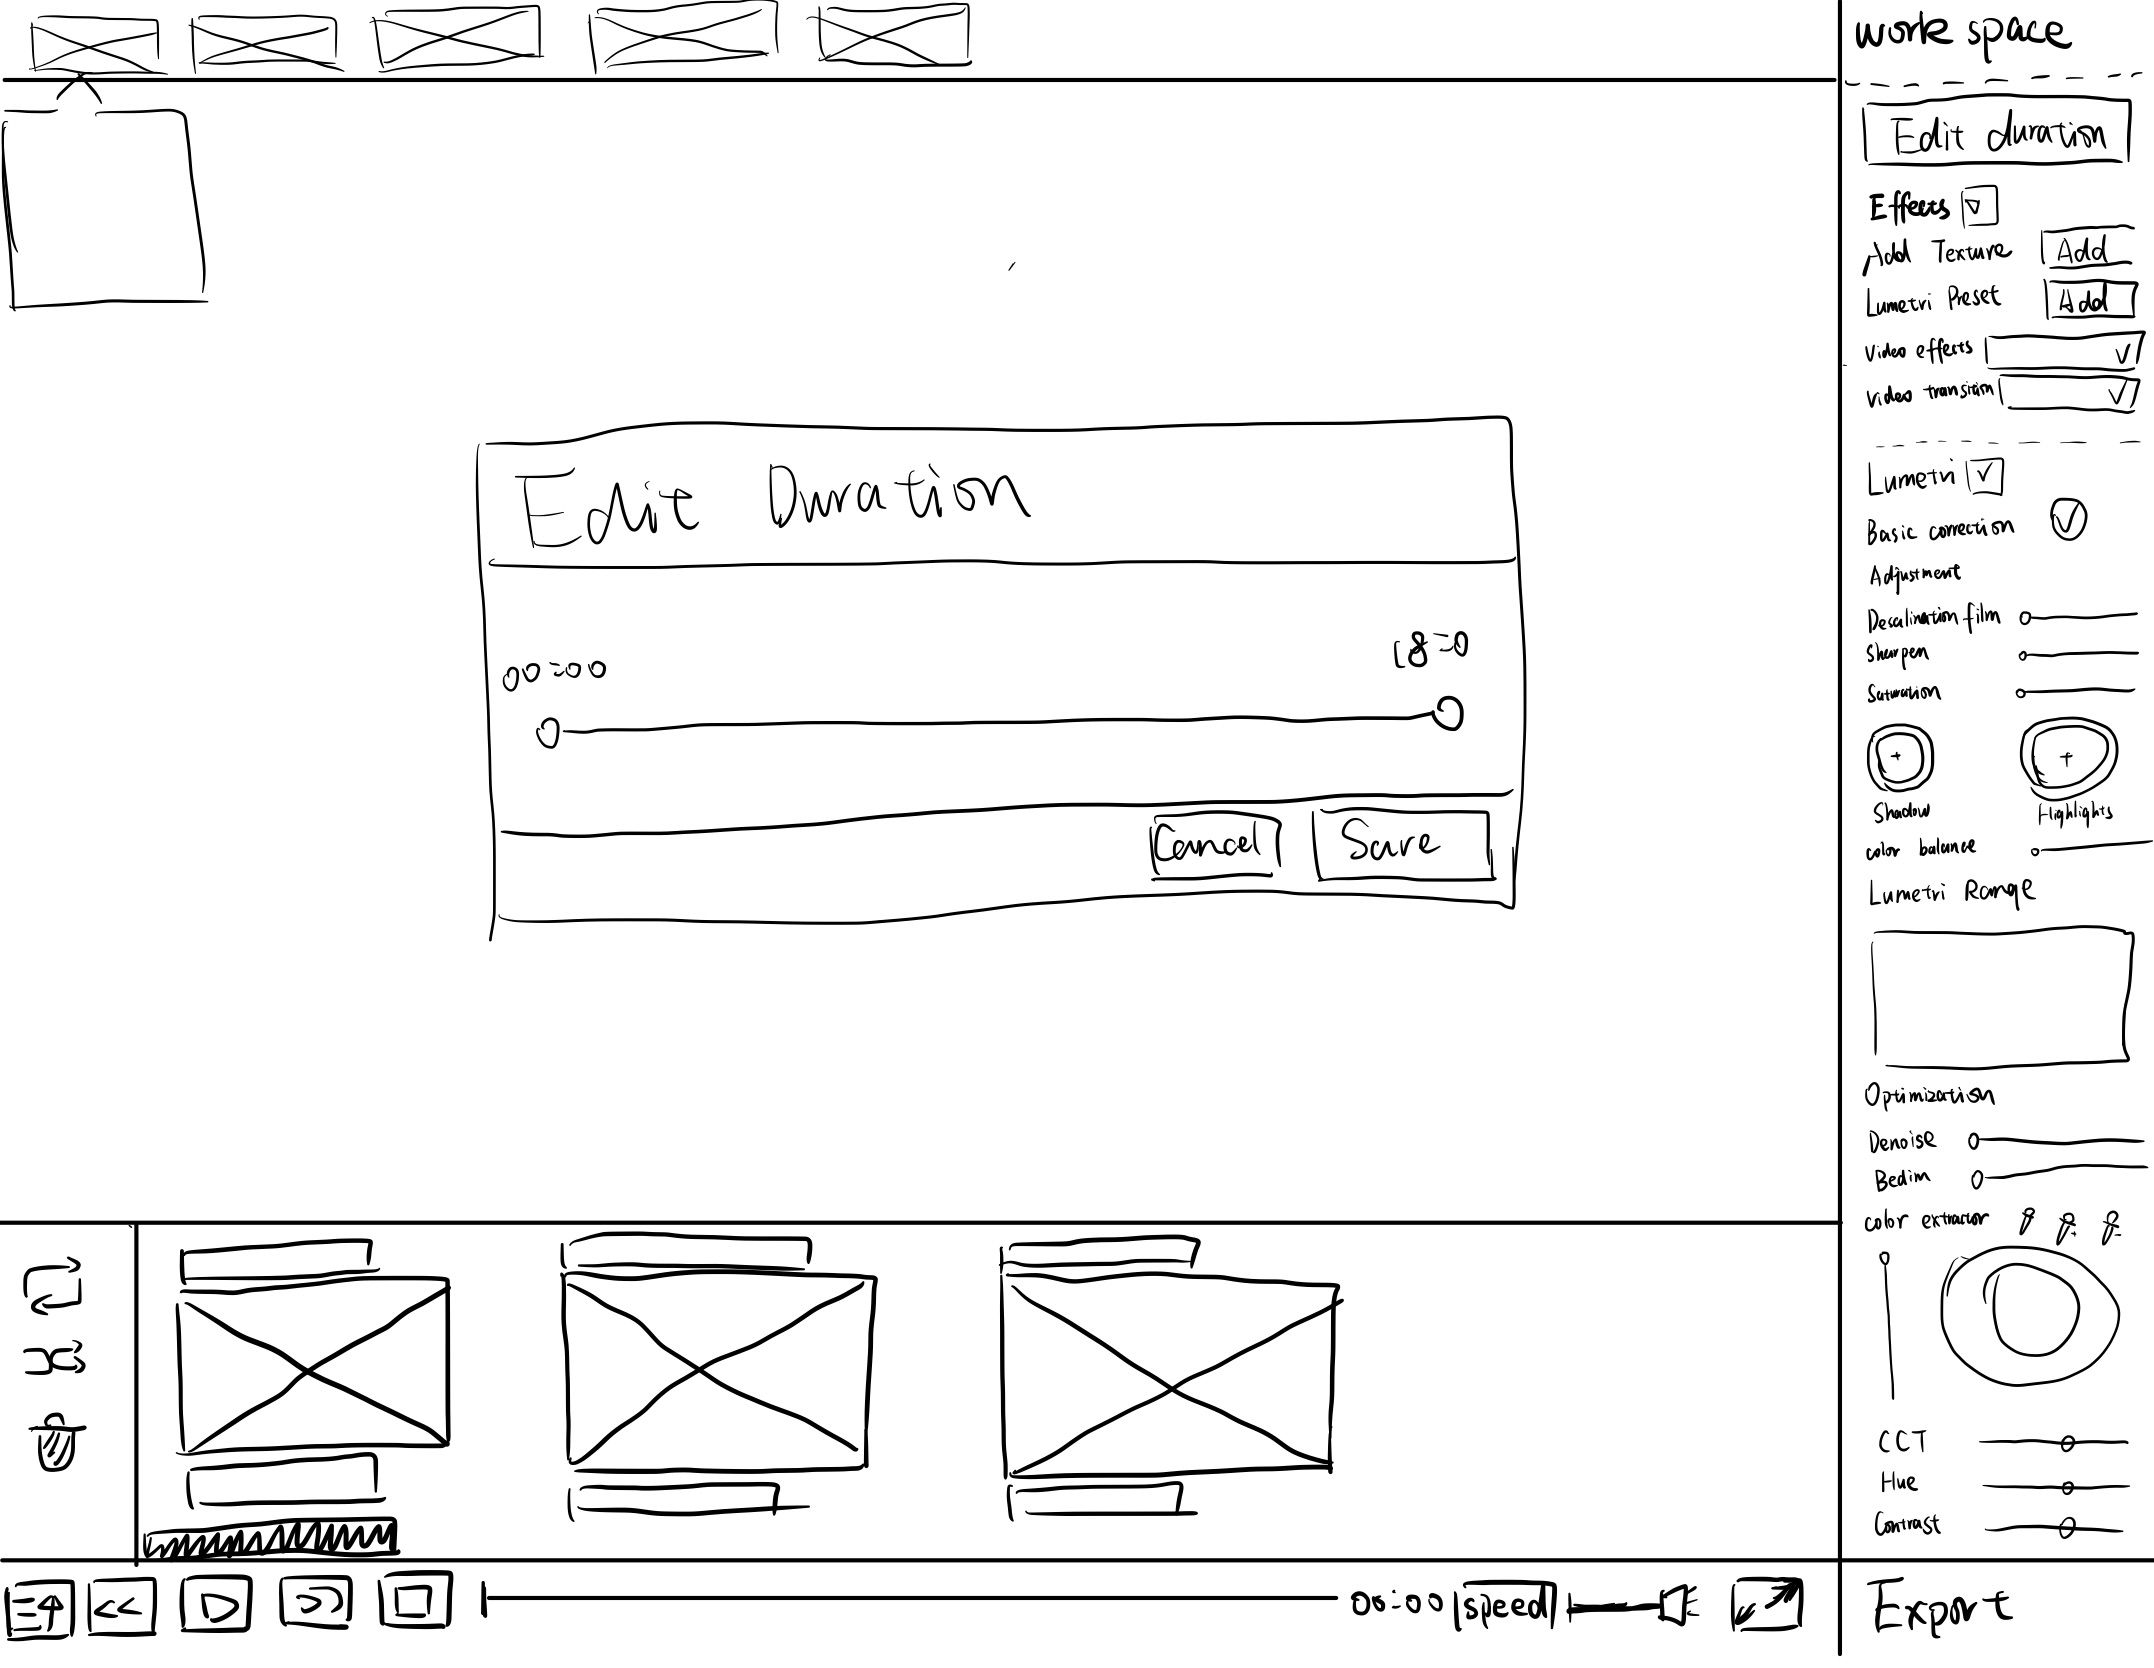 work space
Edit duration
Effects
Add Texture Add
Lumetri Preset Add
Video effects
Video transition
Edit Duration
00:00 18:0
Cancel Save
Lumetri
Basic correction
Adjustment
Desalination film
Sharpen
Saturation
Shadow Highlights
color balance
Lumetri Range
Optimization
Denoise
Bedim
color extractor
CCT
Hue
Contrast
00:00 speed
Export